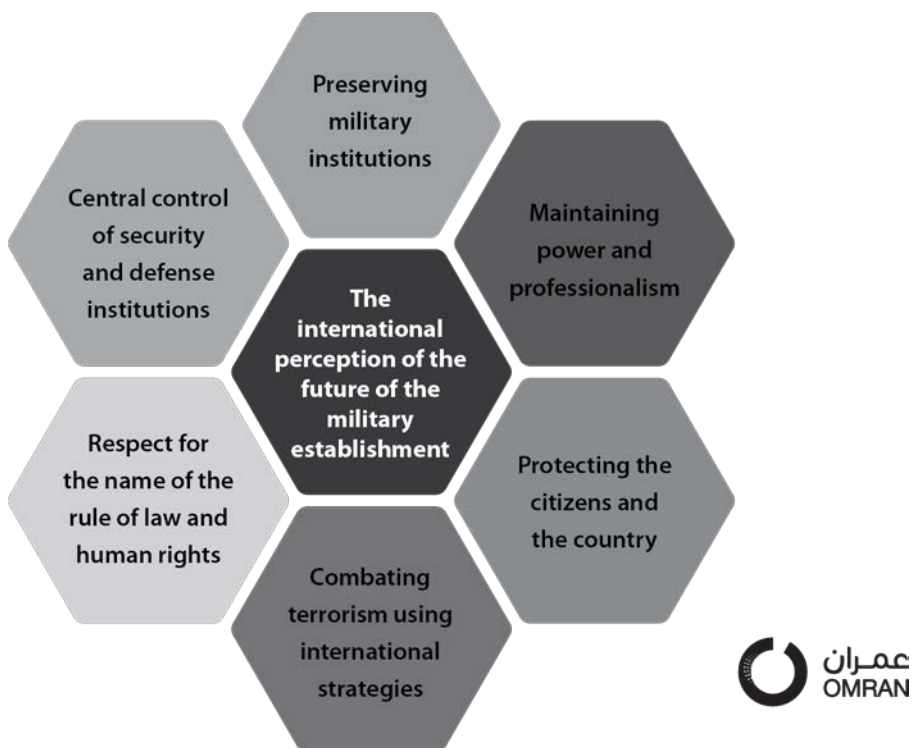 Preserving
military
institutions
Central control
of security
and defense
institutions
Maintaining
power and
professionalism
The
international
perception of the
future of the
military
establishment
Respect for
the name of the
rule of law and
human rights
Protecting the
citizens and
the country
Combating
terrorism using
international
strategies
عمران
OMRAN